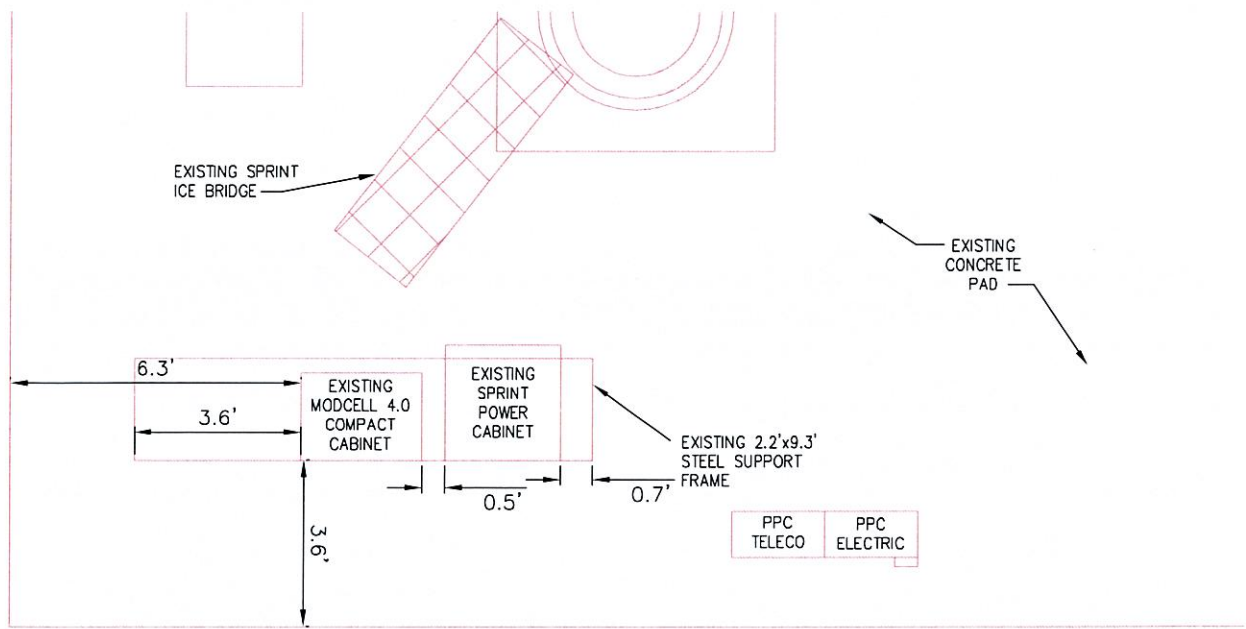 EXISTING SPRINT
ICE BRIDGE
EXISTING
CONCRETE
PAD
6.3'
3.6'
EXISTING
MODCELL 4.0
COMPACT
CABINET
EXISTING
SPRINT
POWER
CABINET
EXISTING 2.2'x9.3'
STEEL SUPPORT
FRAME
0.5'
0.7'
3.6'
PPC
TELECO
PPC
ELECTRIC